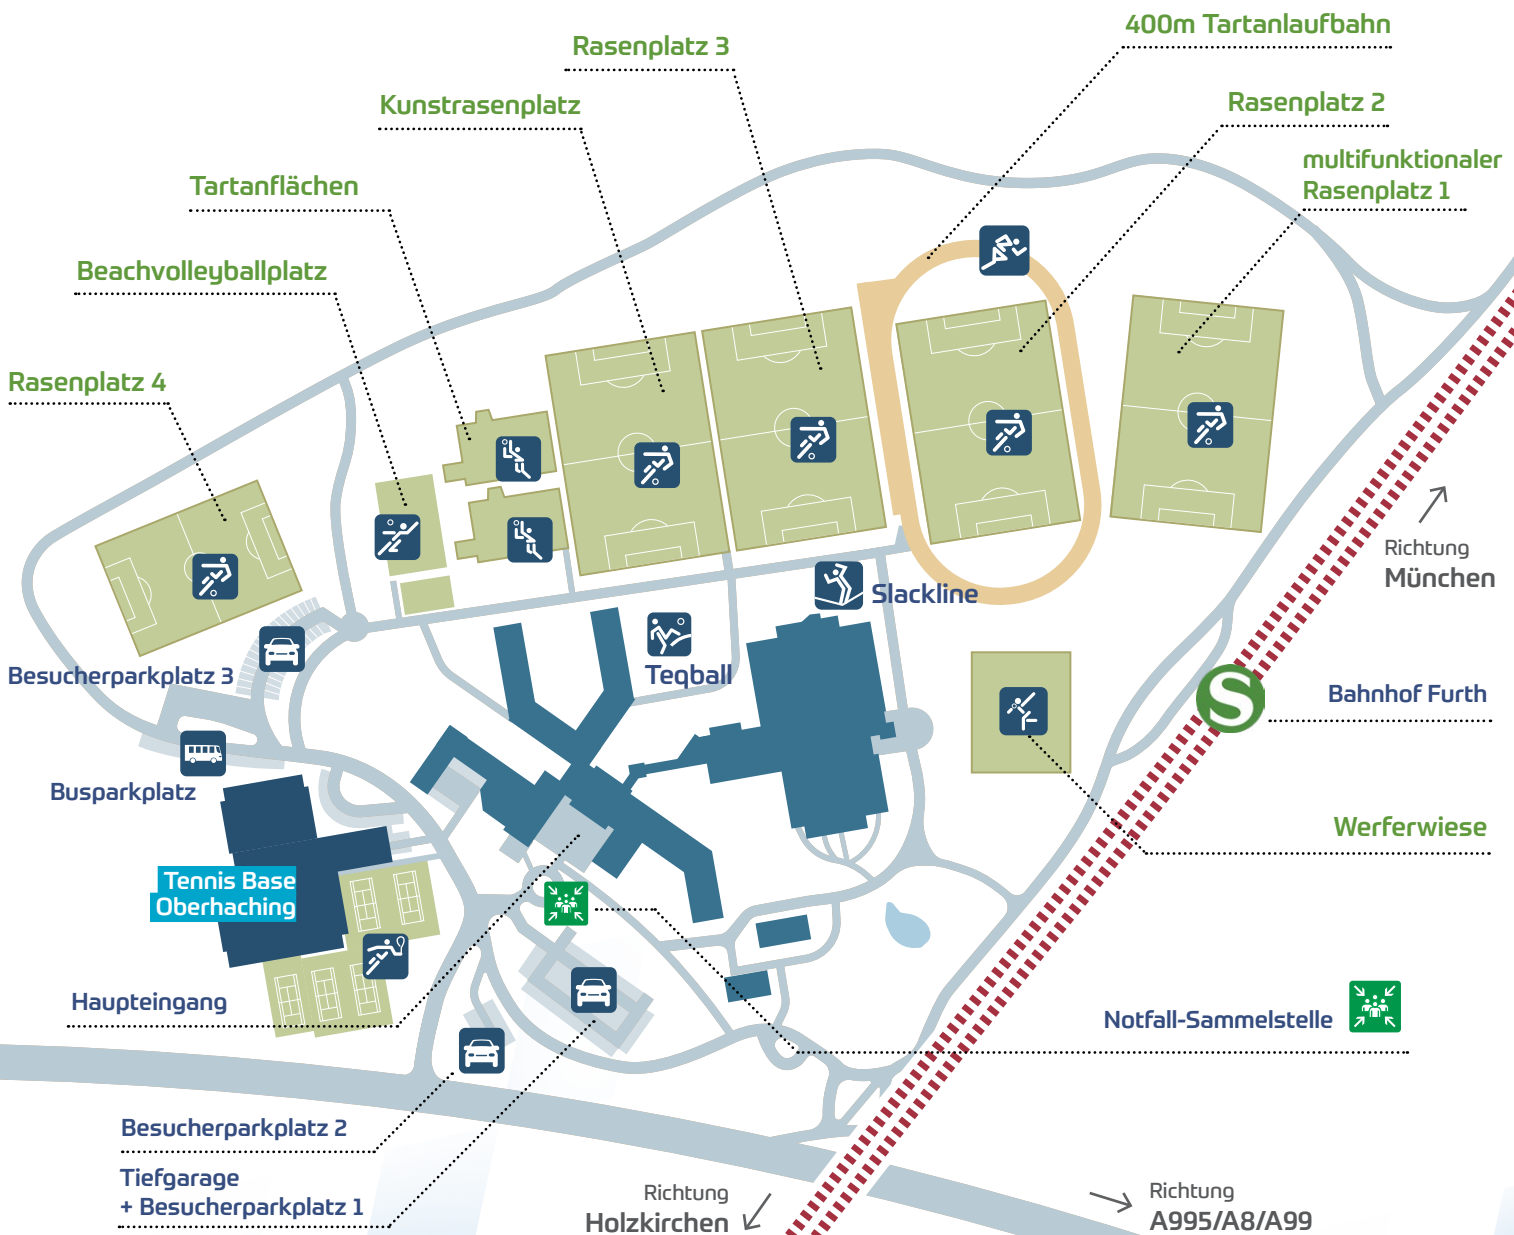 400m Tartanlaufbahn
Rasenplatz 3
Kunstrasenplatz
Rasenplatz 2
multifunktionaler
Rasenplatz 1
Tartanflächen
Beachvolleyballplatz
Rasenplatz 4
Richtung
München
Slackline
Teqball
Besucherparkplatz 3
S
Bahnhof Furth
Busparkplatz
Werferwiese
Tennis Base
Oberhaching
Haupteingang
Notfall-Sammelstelle
Besucherparkplatz 2
Tiefgarage
+ Besucherparkplatz 1
Richtung
Holzkirchen
Richtung
A995/A8/A99